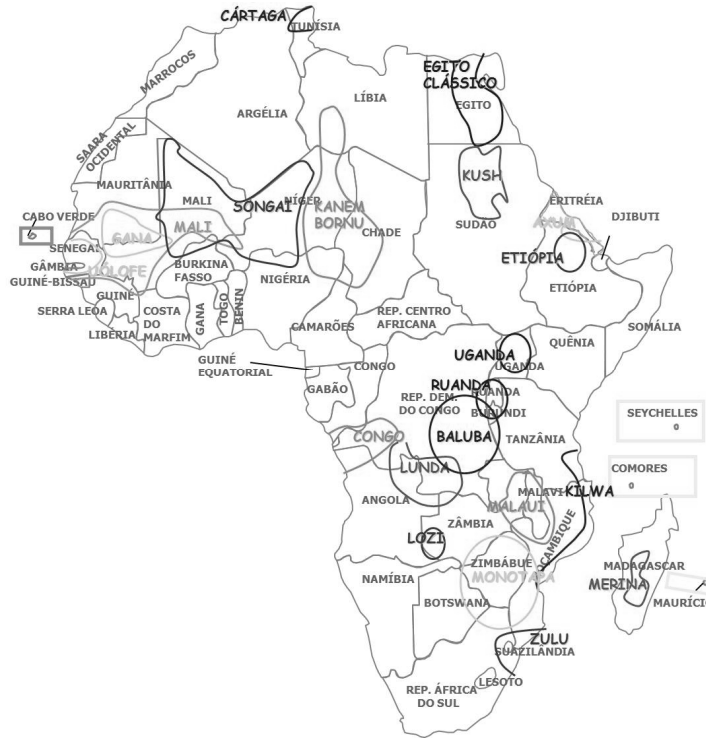 CÁRTAGA
TUNÍSIA
MARROCOS
EGITO
CLÁSSICO
EGITO
LÍBIA
ARGÉLIA
SAARA
OCIDENTAL
KUSH
MAURITÂNIA
MALI
SONGAI
NÍGER
KANEM
BORNU
CABO VERDE
GANA
MALI
SUDÃO
ERITRÉIA
AXUM
DJIBUTI
CHADE
SENEGAL
GÂMBIA
UÓLOFE
GUINÉ-BISSAU
BURKINA
FASSO
NIGÉRIA
ETIÓPIA
ETIÓPIA
GUINÉ
SERRA LEOA
LIBÉRIA
COSTA
DO
MARFIM
GANA
TOGO
BENIN
CAMARÕES
REP. CENTRO
AFRICANA
SOMÁLIA
QUÊNIA
UGANDA
UGANDA
GUINÉ
EQUATORIAL
GABÃO
CONGO
RUANDA
RUANDA
REP. DEM.
DO CONGO
BURUNDI
SEYCHELLES
CONGO
BALUBA
TANZÂNIA
LUNDA
COMORES
ANGOLA
MALAVI
KILWA
MALAUI
ZÂMBIA
LOZI
MOÇAMBIQUE
ZIMBÁBUE
MONOTAPA
NAMÍBIA
MADAGASCAR
MERINA
MAURÍCIO
BOTSWANA
ZULU
SUAZILÂNDIA
LESOTO
REP. ÁFRICA
DO SUL